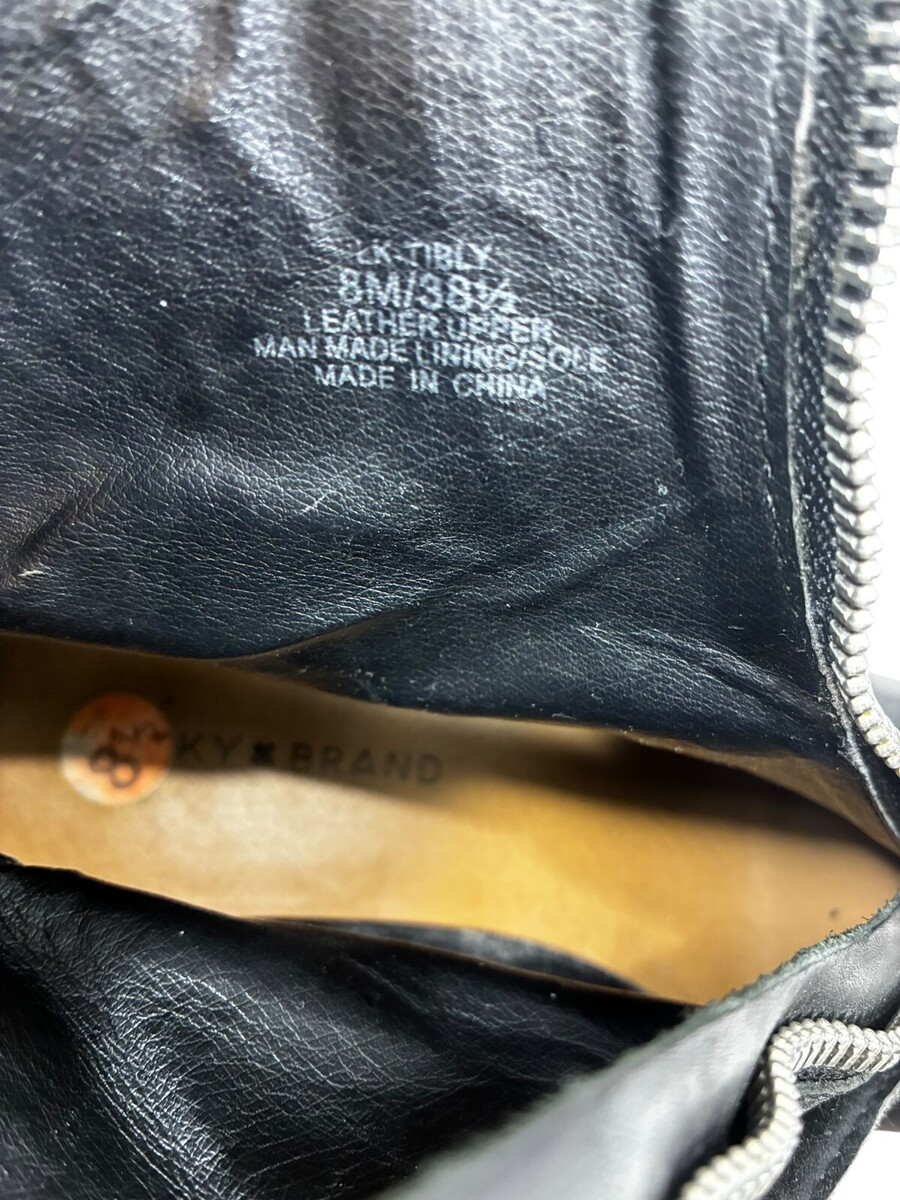 LK-TIBLY
8M/38½
LEATHER UPPER
MAN MADE LINING/SOLE
MADE IN CHINA
KY BRAND